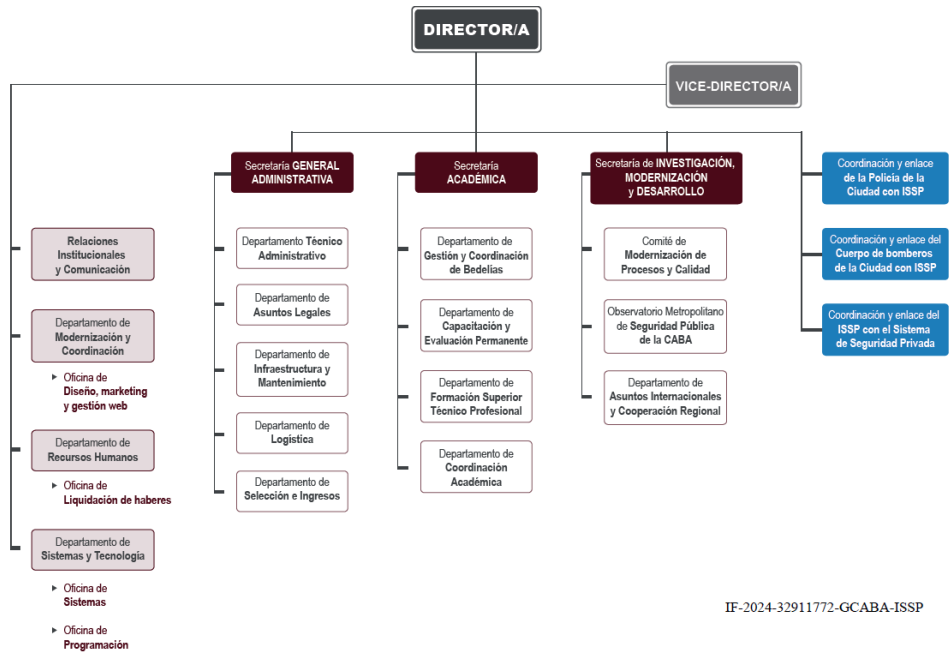 DIRECTOR/A
VICE-DIRECTOR/A
Relaciones
Institucionales
y Comunicación
Departamento de
Modernización y
Coordinación
Oficina de
Diseño, marketing
y gestión web
Departamento de
Recursos Humanos
Oficina de
Liquidación de haberes
Departamento de
Sistemas y Tecnología
Oficina de
Sistemas
Oficina de
Programación
Secretaría GENERAL
ADMINISTRATIVA
Departamento Técnico
Administrativo
Departamento de
Asuntos Legales
Departamento de
Infraestructura y
Mantenimiento
Departamento de
Logística
Departamento de
Selección e Ingresos
Secretaría
ACADÉMICA
Departamento de
Gestión y Coordinación
de Bedelias
Departamento de
Capacitación y
Evaluación Permanente
Departamento de
Formación Superior
Técnico Profesional
Departamento de
Coordinación
Académica
Secretaría de INVESTIGACIÓN,
MODERNIZACIÓN
y DESARROLLO
Comité de
Modernización de
Procesos y Calidad
Observatorio Metropolitano
de Seguridad Pública
de la CABA
Departamento de
Asuntos Internacionales
y Cooperación Regional
Coordinación y enlace
de la Policia de la
Ciudad con ISSP
Coordinación y enlace del
Cuerpo de bomberos
de la Ciudad con ISSP
Coordinación y enlace del
ISSP con el Sistema
de Seguridad Privada
IF-2024-32911772-GCABA-ISSP